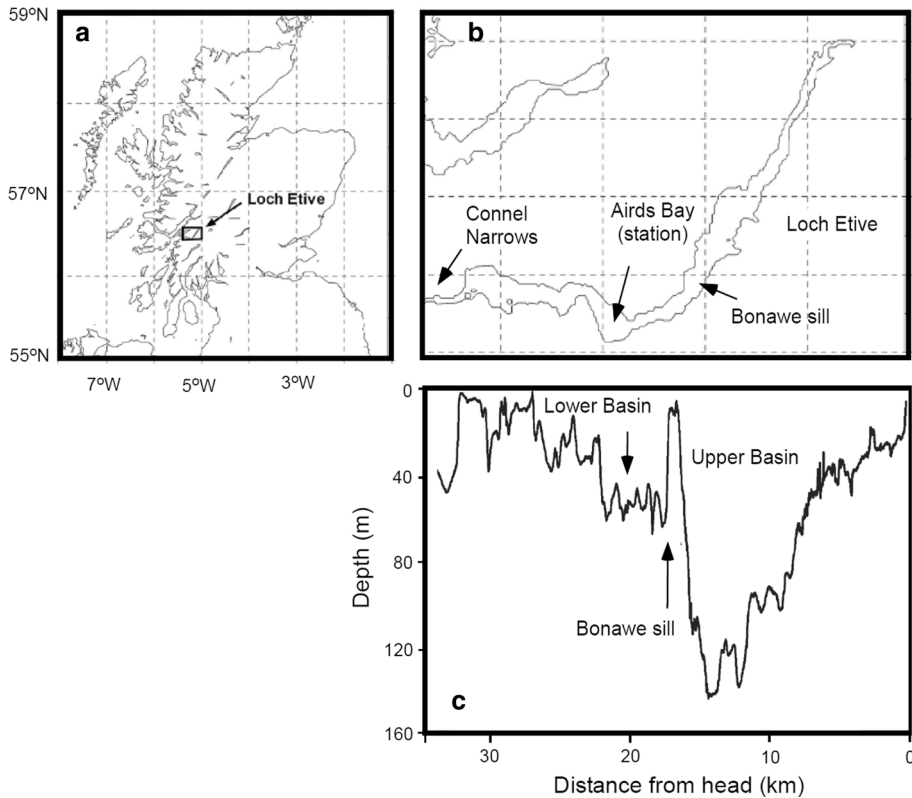 a
59ºN
57ºN
55ºN
7ºW
5ºW
3ºW
Loch Etive
b
Connel
Narrows
Airds Bay
(station)
Loch Etive
Bonawe sill
c
0
40
80
120
160
Depth (m)
Lower Basin
Upper Basin
Bonawe sill
30
20
10
0
Distance from head (km)